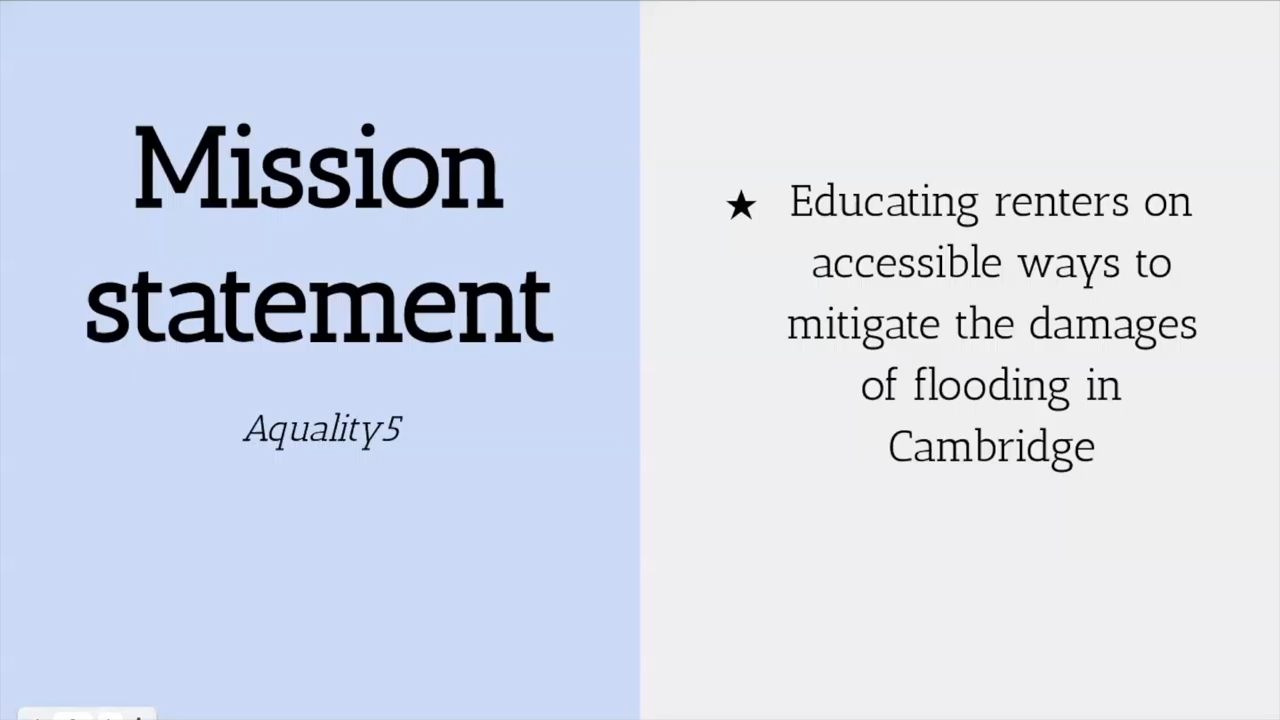 Mission
statement
Aquality5
★ Educating renters on
accessible ways to
mitigate the damages
of flooding in
Cambridge